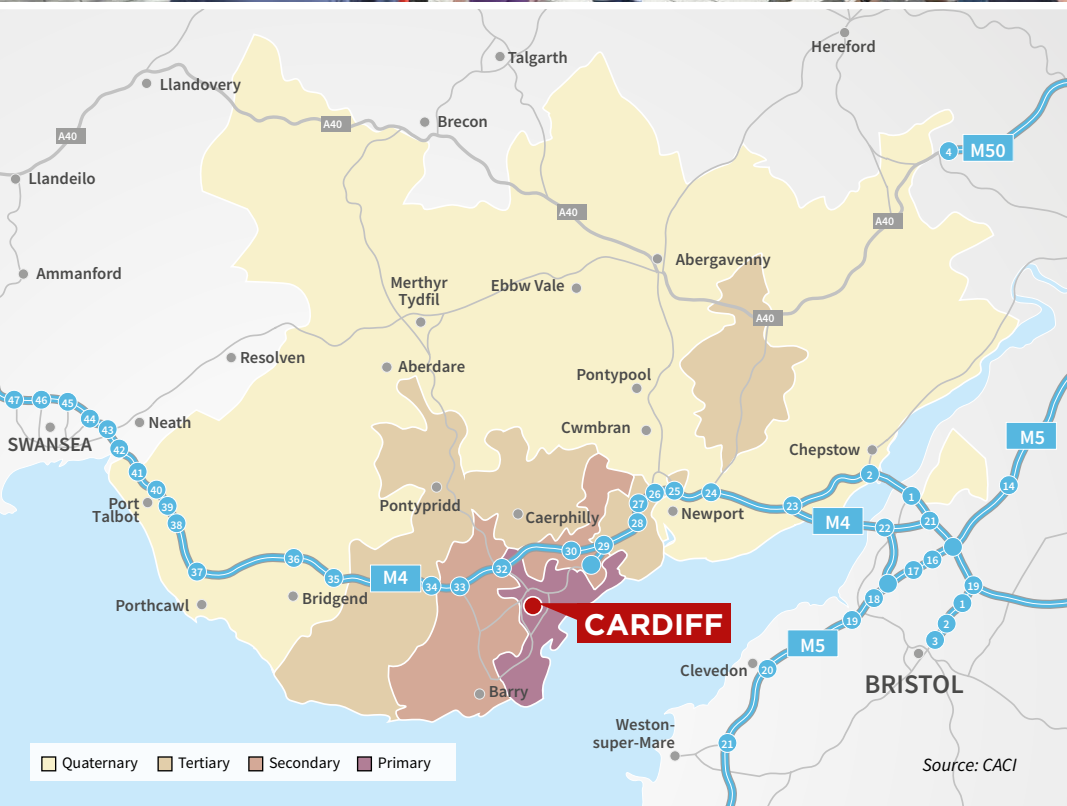 Hereford
Talgarth
Llandovery
A40
Brecon
A40
4
M50
Llandeilo
A40
A40
Abergavenny
Ammanford
Merthyr
Tydfil
Ebbw Vale
A40
Resolven
Aberdare
Pontypool
47
46
45
44
43
42
SWANSEA
Neath
Cwmbran
M5
Chepstow
41
40
39
38
Port
Talbot
Pontypridd
Caerphilly
27
26
25
24
28
Newport
23
2
1
14
M4
22
21
37
36
35
M4
34
33
32
30
29
16
17
18
19
19
1
2
3
Porthcawl
Bridgend
CARDIFF
M5
Clevedon
20
BRISTOL
Barry
Weston-
super-Mare
21
Quaternary
Tertiary
Secondary
Primary
Source: CACI